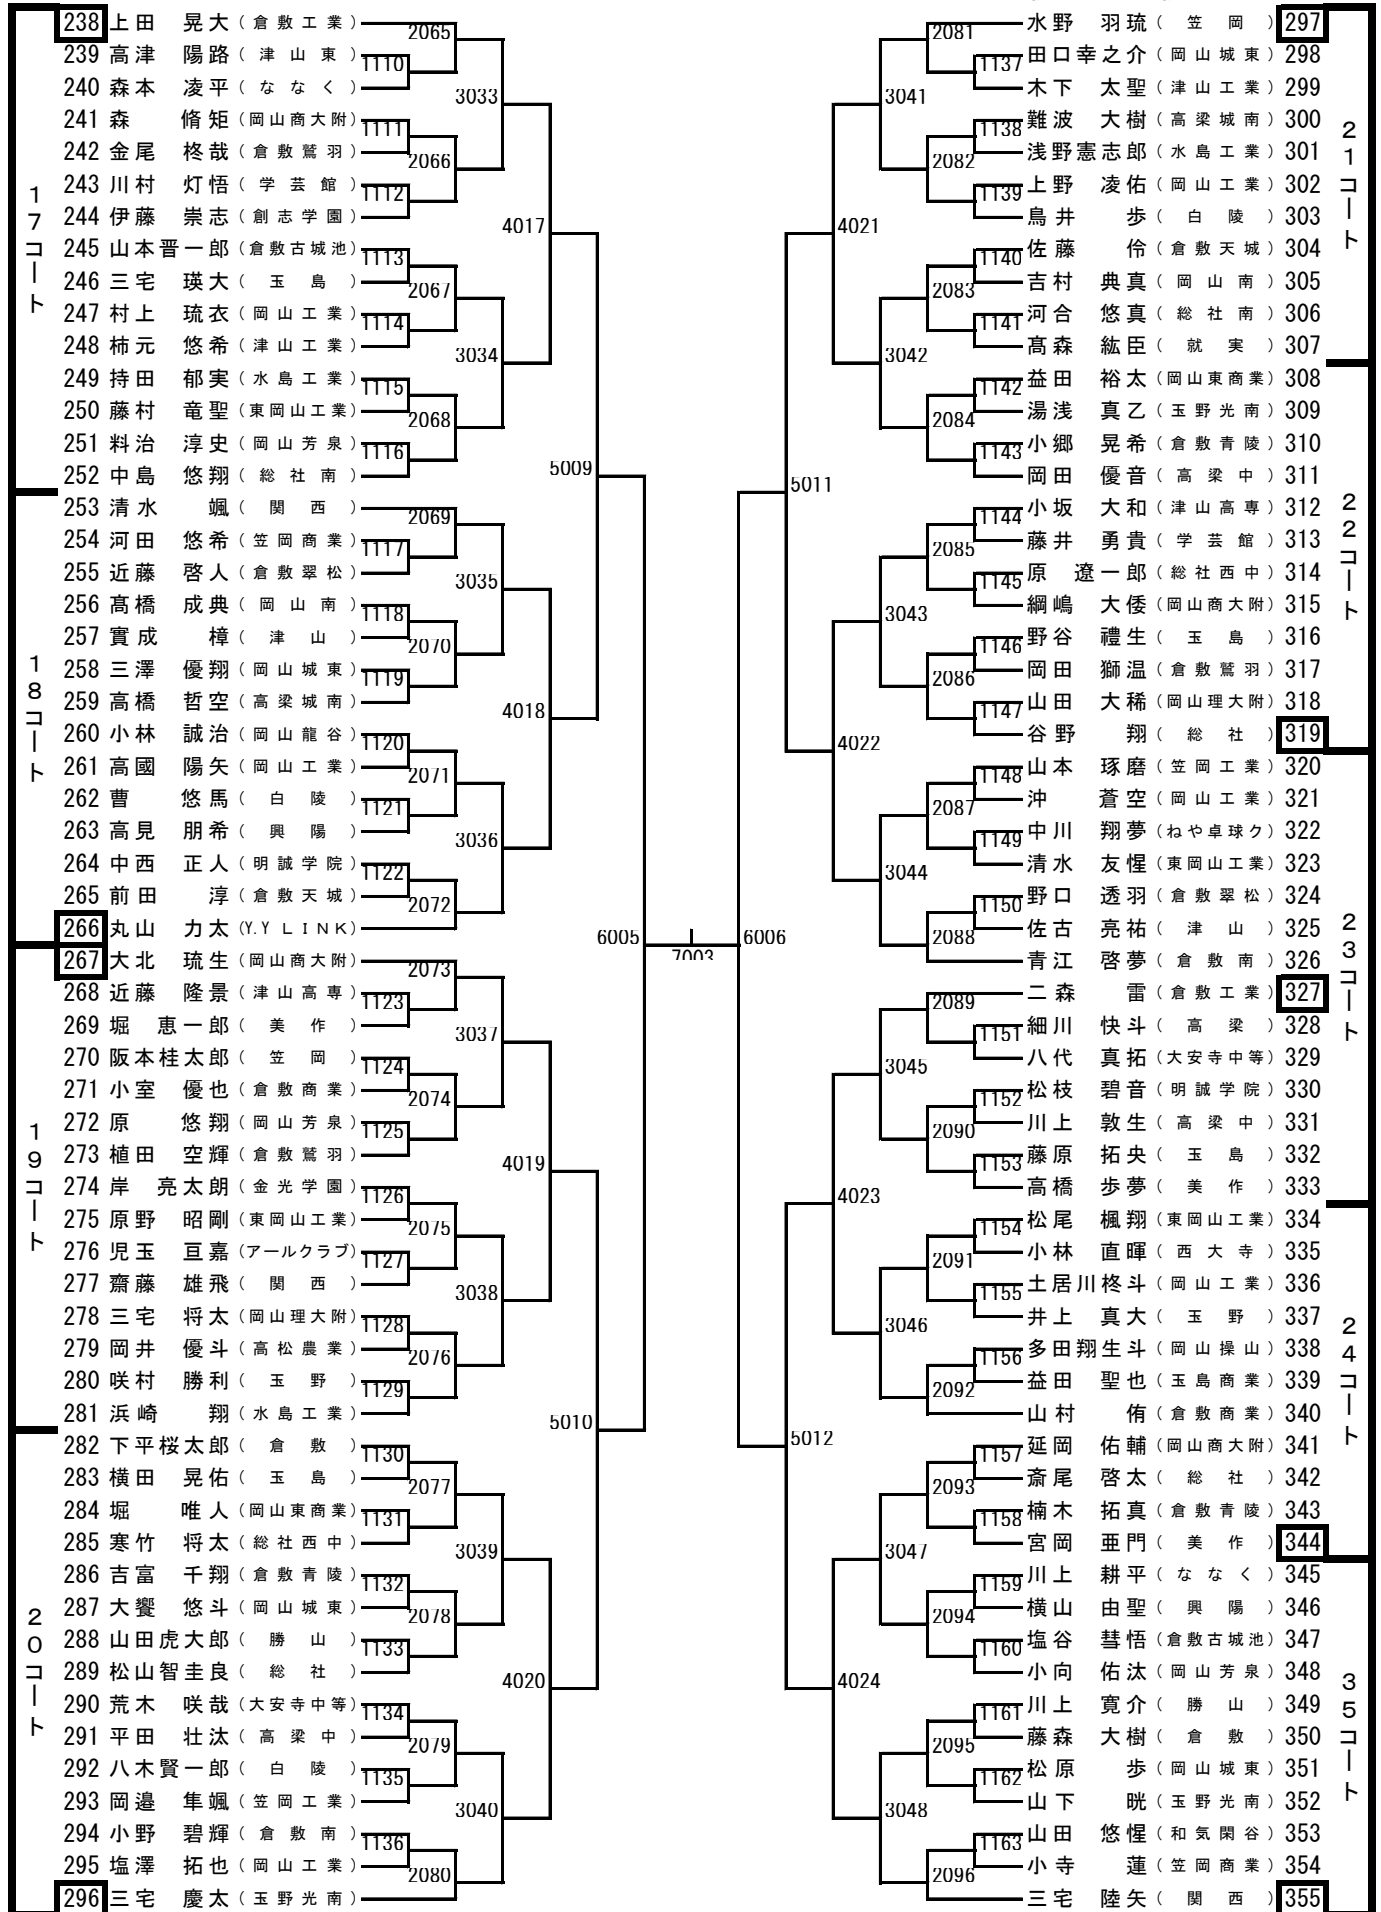 238 上田 晃大 (倉敷工業)
239 高津 陽路 (津山東)
240 森本 凌平 (ななく)
241 森 脩矩 (岡山商大附)
242 金尾 柊哉 (倉敷鷲羽)
243 川村 灯悟 (学芸館)
244 伊藤 崇志 (創志学園)
245 山本晋一郎 (倉敷古城池)
246 三宅 瑛大 (玉島)
247 村上 琉衣 (岡山工業)
248 柿元 悠希 (津山工業)
249 持田 郁実 (水島工業)
250 藤村 竜聖 (東岡山工業)
251 料治 淳史 (岡山芳泉)
252 中島 悠翔 (総社南)
253 清水 颯 (関西)
254 河田 悠希 (笠岡商業)
255 近藤 啓人 (倉敷翠松)
256 髙橋 成典 (岡山南)
257 實成 樟 (津山)
258 三澤 優翔 (岡山城東)
259 高橋 哲空 (高梁城南)
260 小林 誠治 (岡山龍谷)
261 高國 陽矢 (岡山工業)
262 曹 悠馬 (白陵)
263 高見 朋希 (興陽)
264 中西 正人 (明誠学院)
265 前田 淳 (倉敷天城)
266 丸山 力太 (Y.Y LINK)
267 大北 琉生 (岡山商大附)
268 近藤 隆景 (津山高専)
269 堀 恵一郎 (美作)
270 阪本桂太郎 (笠岡)
271 小室 優也 (倉敷商業)
272 原 悠翔 (岡山芳泉)
273 植田 空輝 (倉敷鷲羽)
274 岸 亮太朗 (金光学園)
275 原野 昭剛 (東岡山工業)
276 児玉 亘嘉 (アールクラブ)
277 齋藤 雄飛 (関西)
278 三宅 将太 (岡山理大附)
279 岡井 優斗 (高松農業)
280 咲村 勝利 (玉野)
281 浜崎 翔 (水島工業)
282 下平桜太郎 (倉敷)
283 横田 晃佑 (玉島)
284 堀 唯人 (岡山東商業)
285 寒竹 将太 (総社西中)
286 吉富 千翔 (倉敷青陵)
287 大饗 悠斗 (岡山城東)
288 山田虎太郎 (勝山)
289 松山智圭良 (総社)
290 荒木 咲哉 (大安寺中等)
291 平田 壮汰 (高梁中)
292 八木賢一郎 (白陵)
293 岡邉 隼颯 (笠岡工業)
294 小野 碧輝 (倉敷南)
295 塩澤 拓也 (岡山工業)
296 三宅 慶太 (玉野光南)
17コート
18コート
19コート
20コート
1110
1111
1112
1113
1114
1115
1116
1117
1118
1119
1120
1121
1122
1123
1124
1125
1126
1127
1128
1129
1130
1131
1132
1133
1134
1135
1136
2065
2066
2067
2068
2069
2070
2071
2072
2073
2074
2075
2076
2077
2078
2079
2080
3033
3034
3035
3036
3037
3038
3039
3040
4017
4018
4019
4020
5009
5010
6005
7003
6006
5011
5012
4021
4022
4023
4024
3041
3042
3043
3044
3045
3046
3047
3048
2081
2082
2083
2084
2085
2086
2087
2088
2089
2090
2091
2092
2093
2094
2095
2096
1137
1138
1139
1140
1141
1142
1143
1144
1145
1146
1147
1148
1149
1150
1151
1152
1153
1154
1155
1156
1157
1158
1159
1160
1161
1162
1163
水野 羽琉 (笠岡) 297
田口幸之介 (岡山城東) 298
木下 太聖 (津山工業) 299
難波 大樹 (高梁城南) 300
浅野憲志郎 (水島工業) 301
上野 凌佑 (岡山工業) 302
鳥井 歩 (白陵) 303
佐藤 伶 (倉敷天城) 304
吉村 典真 (岡山南) 305
河合 悠真 (総社南) 306
髙森 紘臣 (就実) 307
益田 裕太 (岡山東商業) 308
湯浅 真乙 (玉野光南) 309
小郷 晃希 (倉敷青陵) 310
岡田 優音 (高梁中) 311
小坂 大和 (津山高専) 312
藤井 勇貴 (学芸館) 313
原 遼一郎 (総社西中) 314
綱嶋 大倭 (岡山商大附) 315
野谷 禮生 (玉島) 316
岡田 獅温 (倉敷鷲羽) 317
山田 大稀 (岡山理大附) 318
谷野 翔 (総社) 319
山本 琢磨 (笠岡工業) 320
沖 蒼空 (岡山工業) 321
中川 翔夢 (ねや卓球ク) 322
清水 友惺 (東岡山工業) 323
野口 透羽 (倉敷翠松) 324
佐古 亮祐 (津山) 325
青江 啓夢 (倉敷南) 326
二森 雷 (倉敷工業) 327
細川 快斗 (高梁) 328
八代 真拓 (大安寺中等) 329
松枝 碧音 (明誠学院) 330
川上 敦生 (高梁中) 331
藤原 拓央 (玉島) 332
高橋 歩夢 (美作) 333
松尾 楓翔 (東岡山工業) 334
小林 直暉 (西大寺) 335
土居川柊斗 (岡山工業) 336
井上 真大 (玉野) 337
多田翔生斗 (岡山操山) 338
益田 聖也 (玉島商業) 339
山村 侑 (倉敷商業) 340
延岡 佑輔 (岡山商大附) 341
斎尾 啓太 (総社) 342
楠木 拓真 (倉敷青陵) 343
宮岡 亜門 (美作) 344
川上 耕平 (ななく) 345
横山 由聖 (興陽) 346
塩谷 彗悟 (倉敷古城池) 347
小向 佑汰 (岡山芳泉) 348
川上 寛介 (勝山) 349
藤森 大樹 (倉敷) 350
松原 歩 (岡山城東) 351
山下 晄 (玉野光南) 352
山田 悠惺 (和気閑谷) 353
小寺 蓮 (笠岡商業) 354
三宅 陸矢 (関西) 355
21コート
22コート
23コート
24コート
35コート